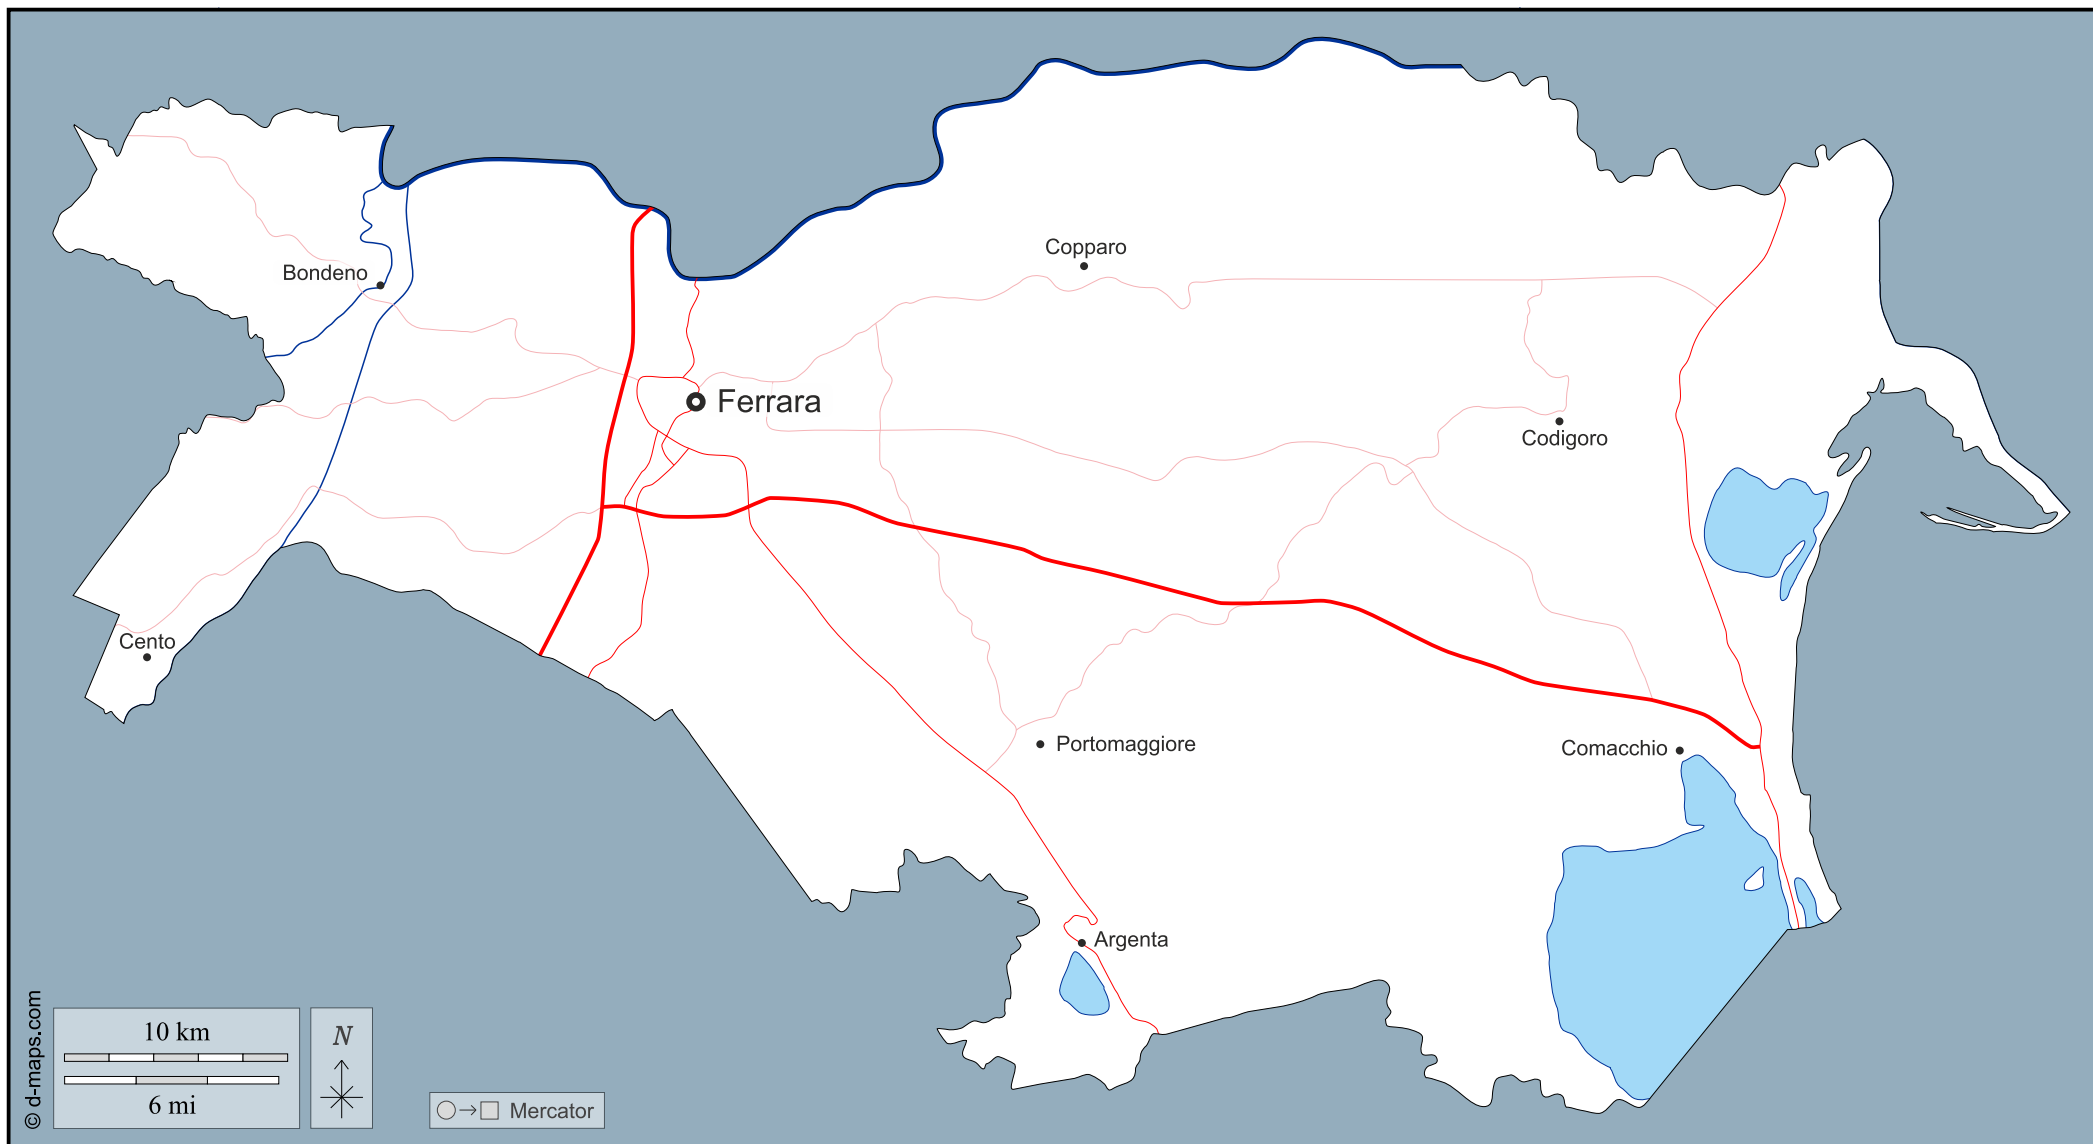 Copparo
Bondeno
Ferrara
Codigoro
Cento
Portomaggiore
Comacchio
Argenta
© d-maps.com
10 km
6 mi
N
Mercator